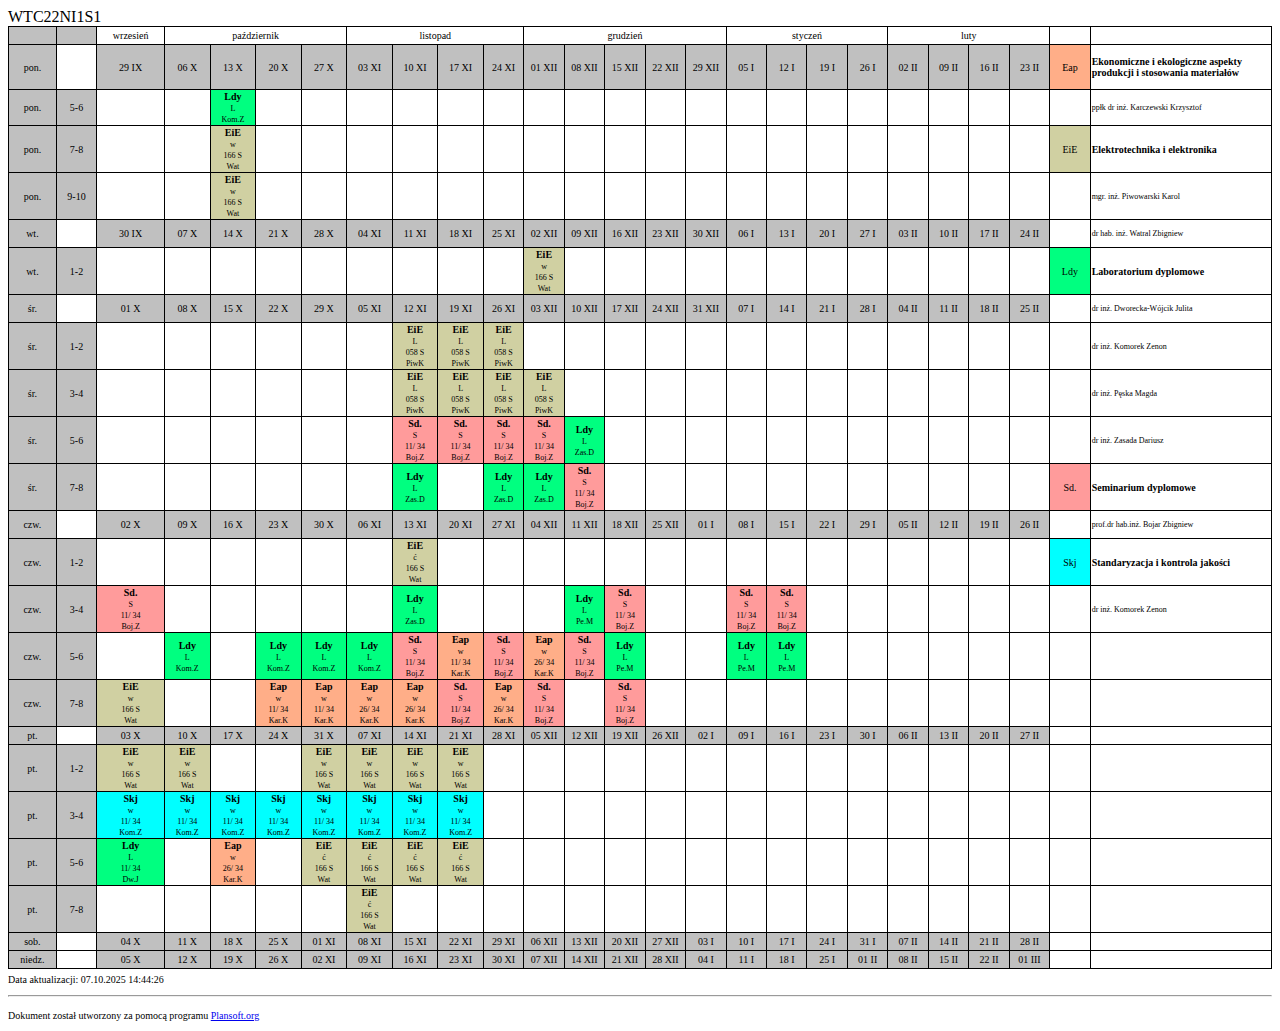 WTC22NI1S1
wrzesień październik listopad grudzień styczeń luty
pon. 29 IX 06 X 13 X 20 X 27 X 03 XI 10 XI 17 XI 24 XI 01 XII 08 XII 15 XII 22 XII 29 XII 05 I 12 I 19 I 26 I 02 II 09 II 16 II 23 II Eap Ekonomiczne i ekologiczne aspekty
produkcji i stosowania materiałów
pon. 5-6 Ldy ppłk dr inż. Karczewski Krzysztof
L
Kom.Z
pon. 7-8 EiE EiE Elektrotechnika i elektronika
w
166 S
Wat
pon. 9-10 EiE mgr. inż. Piwowarski Karol
w
166 S
Wat
wt. 30 IX 07 X 14 X 21 X 28 X 04 XI 11 XI 18 XI 25 XI 02 XII 09 XII 16 XII 23 XII 30 XII 06 I 13 I 20 I 27 I 03 II 10 II 17 II 24 II dr hab. inż. Watral Zbigniew
wt. 1-2 EiE Ldy Laboratorium dyplomowe
w
166 S
Wat
śr. 01 X 08 X 15 X 22 X 29 X 05 XI 12 XI 19 XI 26 XI 03 XII 10 XII 17 XII 24 XII 31 XII 07 I 14 I 21 I 28 I 04 II 11 II 18 II 25 II dr inż. Dworecka-Wójcik Julita
śr. 1-2 EiE EiE EiE dr inż. Komorek Zenon
L L L
058 S 058 S 058 S
PiwK PiwK PiwK
śr. 3-4 EiE EiE EiE EiE dr inż. Pęska Magda
L L L L
058 S 058 S 058 S 058 S
PiwK PiwK PiwK PiwK
śr. 5-6 Sd. Sd. Sd. Sd. Ldy dr inż. Zasada Dariusz
S S S S L
11/ 34 11/ 34 11/ 34 11/ 34 Zas.D
Boj.Z Boj.Z Boj.Z Boj.Z
śr. 7-8 Ldy Ldy Ldy Sd. Sd. Seminarium dyplomowe
L L L S
Zas.D Zas.D Zas.D 11/ 34
Boj.Z
czw. 02 X 09 X 16 X 23 X 30 X 06 XI 13 XI 20 XI 27 XI 04 XII 11 XII 18 XII 25 XII 01 I 08 I 15 I 22 I 29 I 05 II 12 II 19 II 26 II prof.dr hab.inż. Bojar Zbigniew
czw. 1-2 EiE Skj Standaryzacja i kontrola jakości
ć
166 S
Wat
czw. 3-4 Sd. Ldy Ldy Sd. Sd. Sd. dr inż. Komorek Zenon
S L L S S S
11/ 34 Zas.D Pe.M 11/ 34 11/ 34 11/ 34
Boj.Z Boj.Z Boj.Z Boj.Z
czw. 5-6 Ldy Ldy Ldy Ldy Sd. Eap Sd. Eap Sd. Ldy Ldy Ldy
L L L L S w S w S L L L
Kom.Z Kom.Z Kom.Z Kom.Z 11/ 34 11/ 34 11/ 34 26/ 34 11/ 34 Pe.M Pe.M Pe.M
Boj.Z Kar.K Boj.Z Kar.K Boj.Z
czw. 7-8 EiE Eap Eap Eap Eap Sd. Eap Sd. Sd.
w w w w w S w S S
166 S 11/ 34 11/ 34 26/ 34 26/ 34 11/ 34 26/ 34 11/ 34 11/ 34
Wat Kar.K Kar.K Kar.K Kar.K Boj.Z Kar.K Boj.Z Boj.Z
pt. 03 X 10 X 17 X 24 X 31 X 07 XI 14 XI 21 XI 28 XI 05 XII 12 XII 19 XII 26 XII 02 I 09 I 16 I 23 I 30 I 06 II 13 II 20 II 27 II
pt. 1-2 EiE EiE EiE EiE EiE EiE
w w w w w w
166 S 166 S 166 S 166 S 166 S 166 S
Wat Wat Wat Wat Wat Wat
pt. 3-4 Skj Skj Skj Skj Skj Skj Skj Skj
w w w w w w w w
11/ 34 11/ 34 11/ 34 11/ 34 11/ 34 11/ 34 11/ 34 11/ 34
Kom.Z Kom.Z Kom.Z Kom.Z Kom.Z Kom.Z Kom.Z Kom.Z
pt. 5-6 Ldy Eap EiE EiE EiE EiE
L w ć ć ć ć
11/ 34 26/ 34 166 S 166 S 166 S 166 S
Dw.J Kar.K Wat Wat Wat Wat
pt. 7-8 EiE
ć
166 S
Wat
sob. 04 X 11 X 18 X 25 X 01 XI 08 XI 15 XI 22 XI 29 XI 06 XII 13 XII 20 XII 27 XII 03 I 10 I 17 I 24 I 31 I 07 II 14 II 21 II 28 II
niedz. 05 X 12 X 19 X 26 X 02 XI 09 XI 16 XI 23 XI 30 XI 07 XII 14 XII 21 XII 28 XII 04 I 11 I 18 I 25 I 01 II 08 II 15 II 22 II 01 III
Data aktualizacji: 07.10.2025 14:44:26
Dokument został utworzony za pomocą programu Plansoft.org